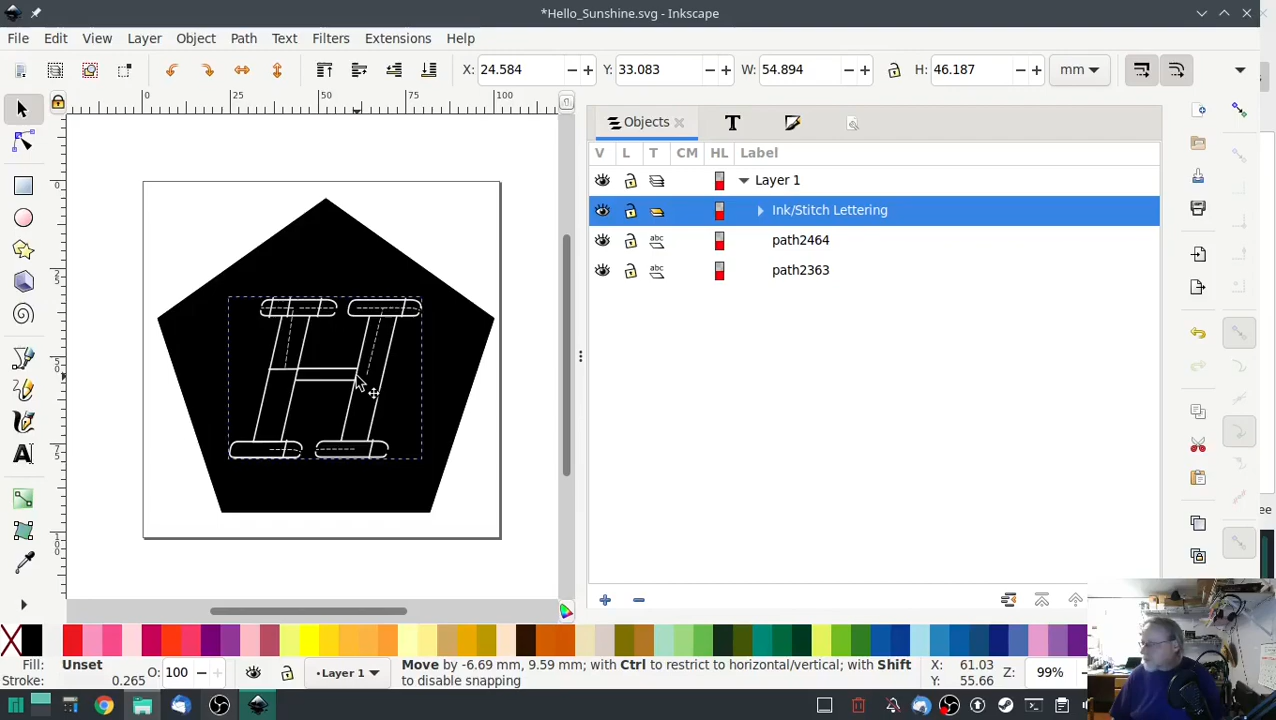 *Hello_Sunshine.svg - Inkscape
File Edit View Layer Object Path Text Filters Extensions Help
X: 24.584 Y: 33.083 W: 54.894 H: 46.187 mm
0 25 50 75 100
Objects T
V L T CM HL Label
Layer 1
Ink/Stitch Lettering
abc path2464
abc path2363
H
Fill: Unset
Stroke: 0.265
O: 100
Layer 1
Move by -6.69 mm, 9.59 mm; with Ctrl to restrict to horizontal/vertical; with Shift
to disable snapping
X: 61.03
Y: 55.66
Z: 99%